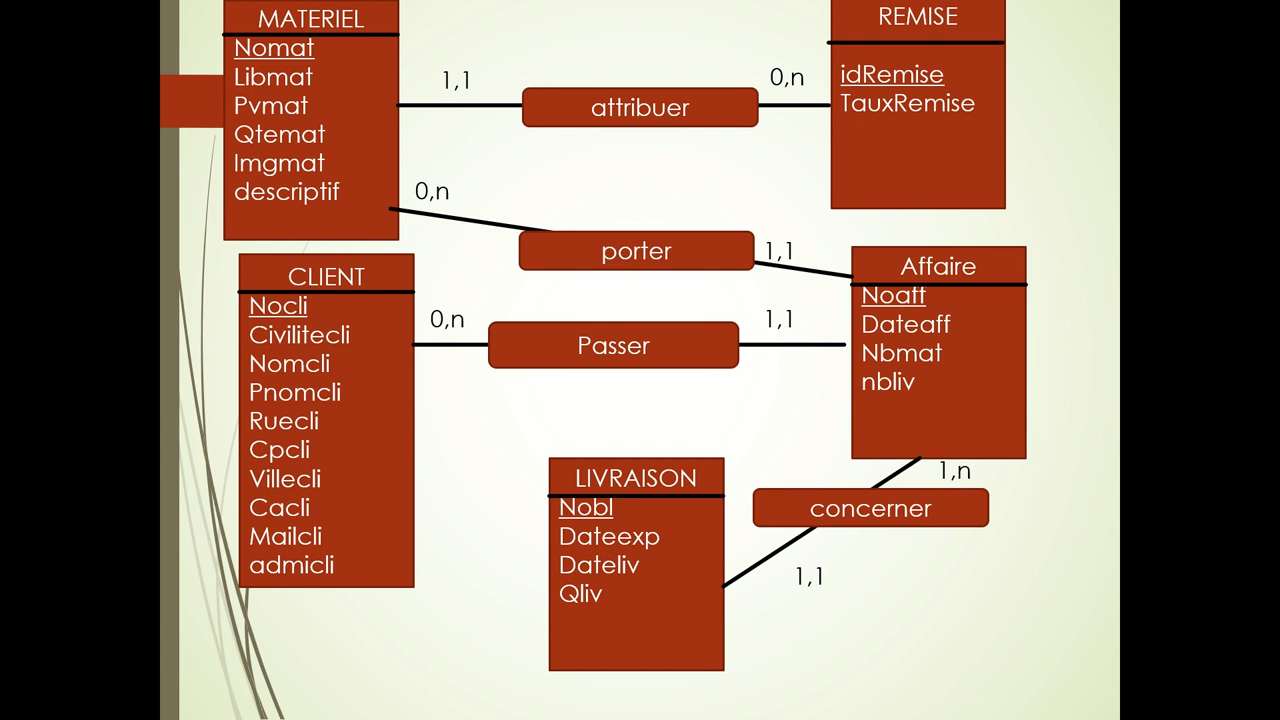 MATERIEL
Nomat
Libmat
Pvmat
Qtemat
Imgmat
descriptif
1,1
attribuer
0,n
REMISE
idRemise
TauxRemise
0,n
porter
1,1
CLIENT
Nocli
Civilitecli
Nomcli
Pnomcli
Ruecli
Cpcli
Villecli
Cacli
Mailcli
admicli
0,n
Passer
1,1
Affaire
Noaff
Dateaff
Nbmat
nbliv
LIVRAISON
Nobl
Dateexp
Dateliv
Qliv
1,n
concerner
1,1